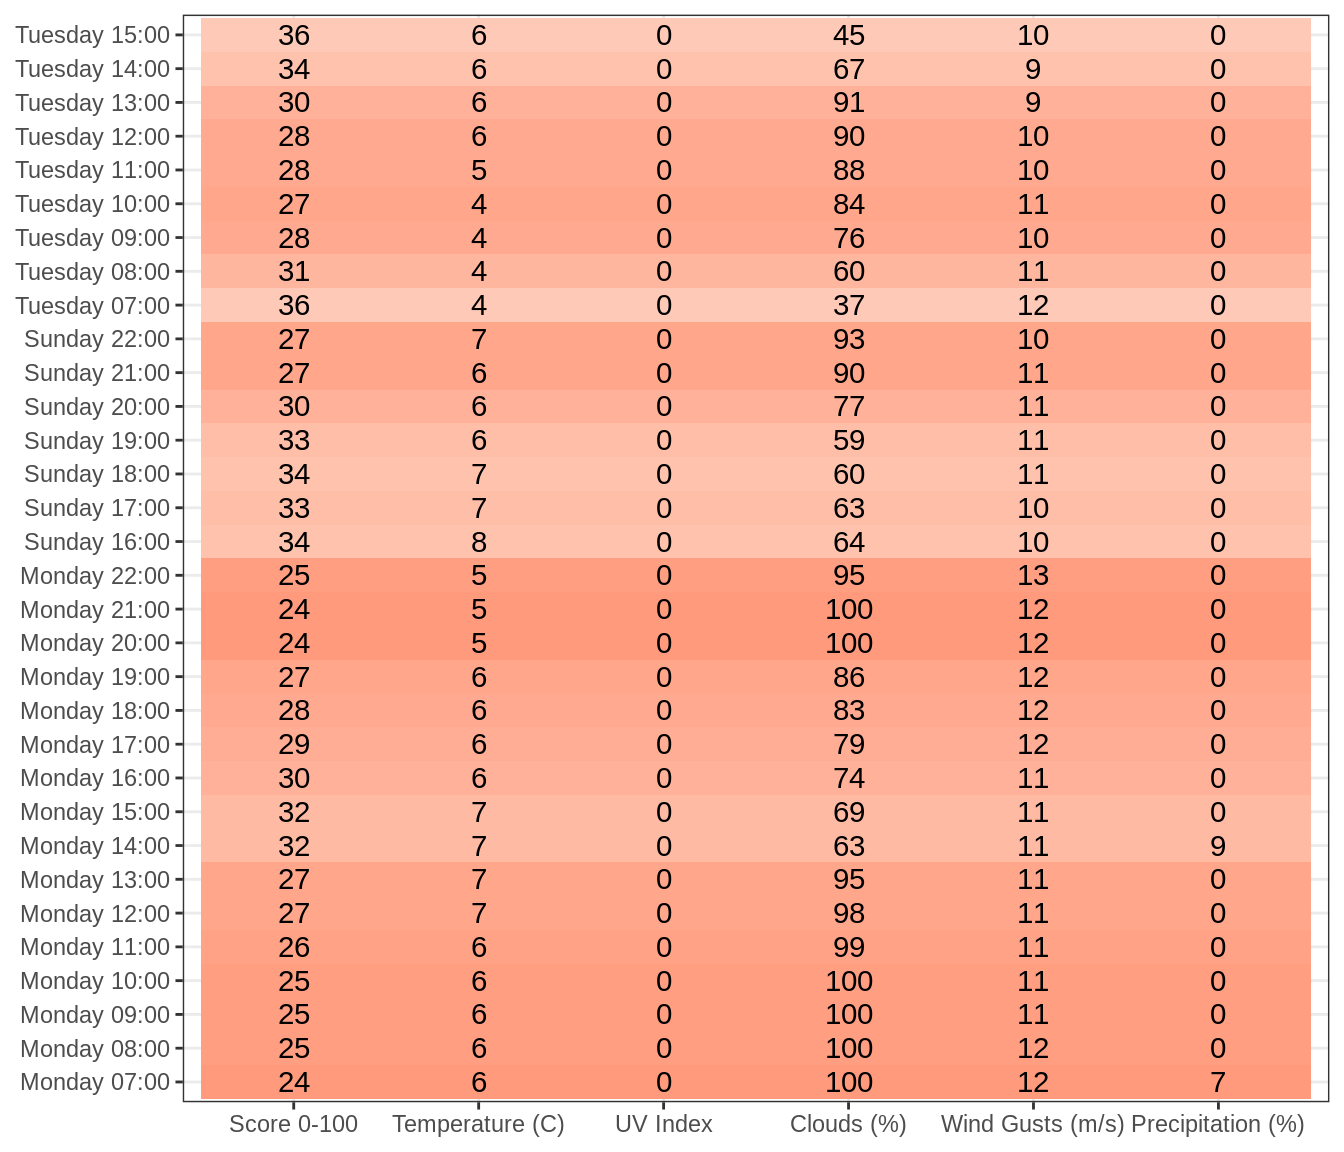 Tuesday 15:00 36 6 0 45 10 0
Tuesday 14:00 34 6 0 67 9 0
Tuesday 13:00 30 6 0 91 9 0
Tuesday 12:00 28 6 0 90 10 0
Tuesday 11:00 28 5 0 88 10 0
Tuesday 10:00 27 4 0 84 11 0
Tuesday 09:00 28 4 0 76 10 0
Tuesday 08:00 31 4 0 60 11 0
Tuesday 07:00 36 4 0 37 12 0
Sunday 22:00 27 7 0 93 10 0
Sunday 21:00 27 6 0 90 11 0
Sunday 20:00 30 6 0 77 11 0
Sunday 19:00 33 6 0 59 11 0
Sunday 18:00 34 7 0 60 11 0
Sunday 17:00 33 7 0 63 10 0
Sunday 16:00 34 8 0 64 10 0
Monday 22:00 25 5 0 95 13 0
Monday 21:00 24 5 0 100 12 0
Monday 20:00 24 5 0 100 12 0
Monday 19:00 27 6 0 86 12 0
Monday 18:00 28 6 0 83 12 0
Monday 17:00 29 6 0 79 12 0
Monday 16:00 30 6 0 74 11 0
Monday 15:00 32 7 0 69 11 0
Monday 14:00 32 7 0 63 11 9
Monday 13:00 27 7 0 95 11 0
Monday 12:00 27 7 0 98 11 0
Monday 11:00 26 6 0 99 11 0
Monday 10:00 25 6 0 100 11 0
Monday 09:00 25 6 0 100 11 0
Monday 08:00 25 6 0 100 12 0
Monday 07:00 24 6 0 100 12 7
Score 0-100 Temperature (C) UV Index Clouds (%) Wind Gusts (m/s) Precipitation (%)